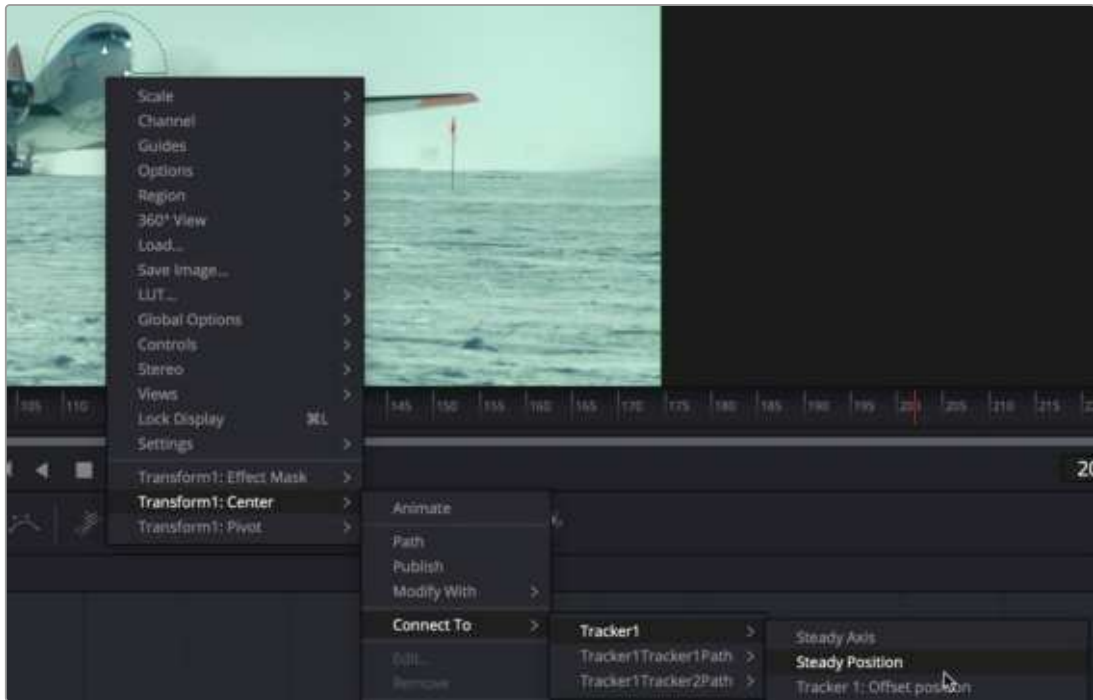 Scale
Channel
Guides
Options
Region
360° View
Load...
Save Image...
LUT...
Global Options
Controls
Stereo
Views
Lock Display ⌘L
Settings
105 110 145 150 155 160 165 170 175 180 185 190 195 205 210 215
Transform1: Effect Mask
20
Transform1: Center
Transform1: Pivot
Animate
Path
Publish
Modify With
Connect To
Edit...
Remove
Tracker1
Tracker1Tracker1Path
Tracker1Tracker2Path
Steady Axis
Steady Position
Tracker 1: Offset position